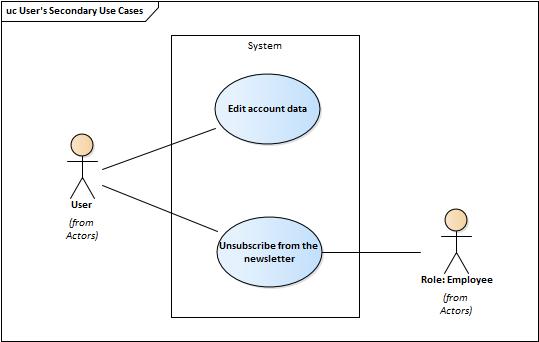 uc User's Secondary Use Cases
System
Edit account data
User
(from
Actors)
Unsubscribe from the
newsletter
Role: Employee
(from
Actors)